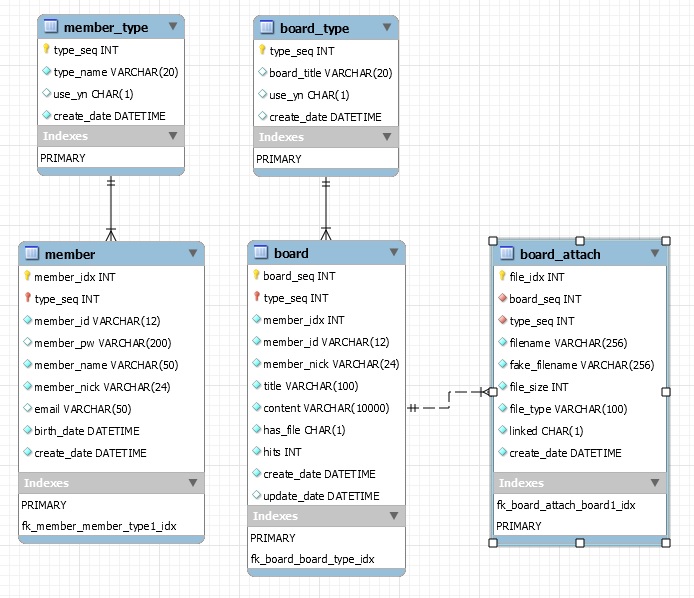 member_type
type_seq INT
type_name VARCHAR(20)
use_yn CHAR(1)
create_date DATETIME
Indexes
PRIMARY
board_type
type_seq INT
board_title VARCHAR(20)
use_yn CHAR(1)
create_date DATETIME
Indexes
PRIMARY
member
member_idx INT
type_seq INT
member_id VARCHAR(12)
member_pw VARCHAR(200)
member_name VARCHAR(50)
member_nick VARCHAR(24)
email VARCHAR(50)
birth_date DATETIME
create_date DATETIME
Indexes
PRIMARY
fk_member_member_type1_idx
board
board_seq INT
type_seq INT
member_idx INT
member_id VARCHAR(12)
member_nick VARCHAR(24)
title VARCHAR(100)
content VARCHAR(10000)
has_file CHAR(1)
hits INT
create_date DATETIME
update_date DATETIME
Indexes
PRIMARY
fk_board_board_type_idx
board_attach
file_idx INT
board_seq INT
type_seq INT
filename VARCHAR(256)
fake_filename VARCHAR(256)
file_size INT
file_type VARCHAR(100)
linked CHAR(1)
create_date DATETIME
Indexes
fk_board_attach_board1_idx
PRIMARY